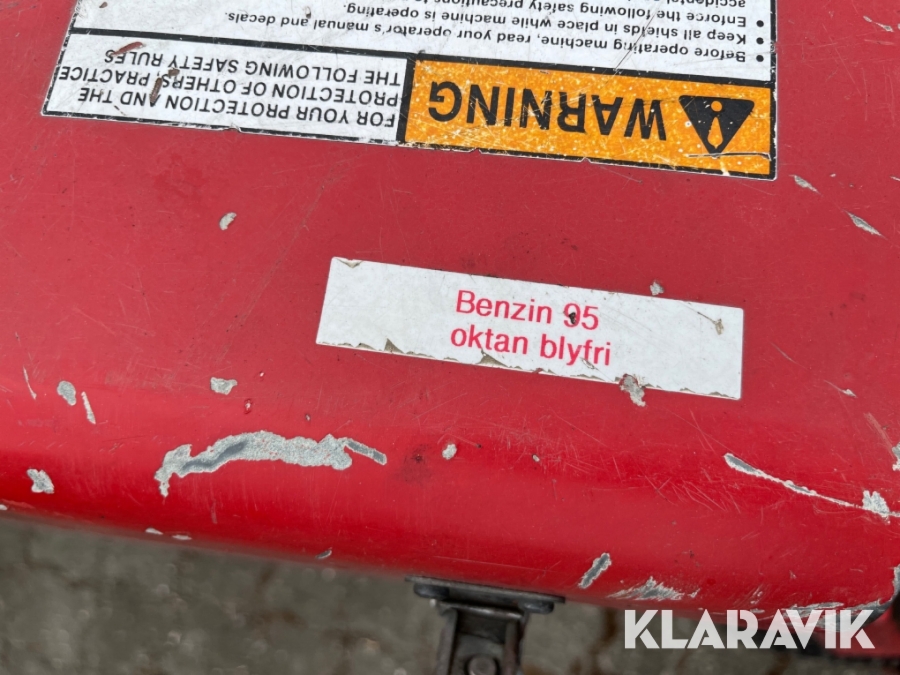 WARNING
FOR YOUR PROTECTION AND THE
PROTECTION OF OTHERS, PRACTICE
THE FOLLOWING SAFETY RULES
• Before operating machine, read your operator's manual and decals.
• Keep all shields in place while machine is operating.
• Enforce the following safety precautions to
accidental
Benzin 95
oktan blyfri
KLARAVIK